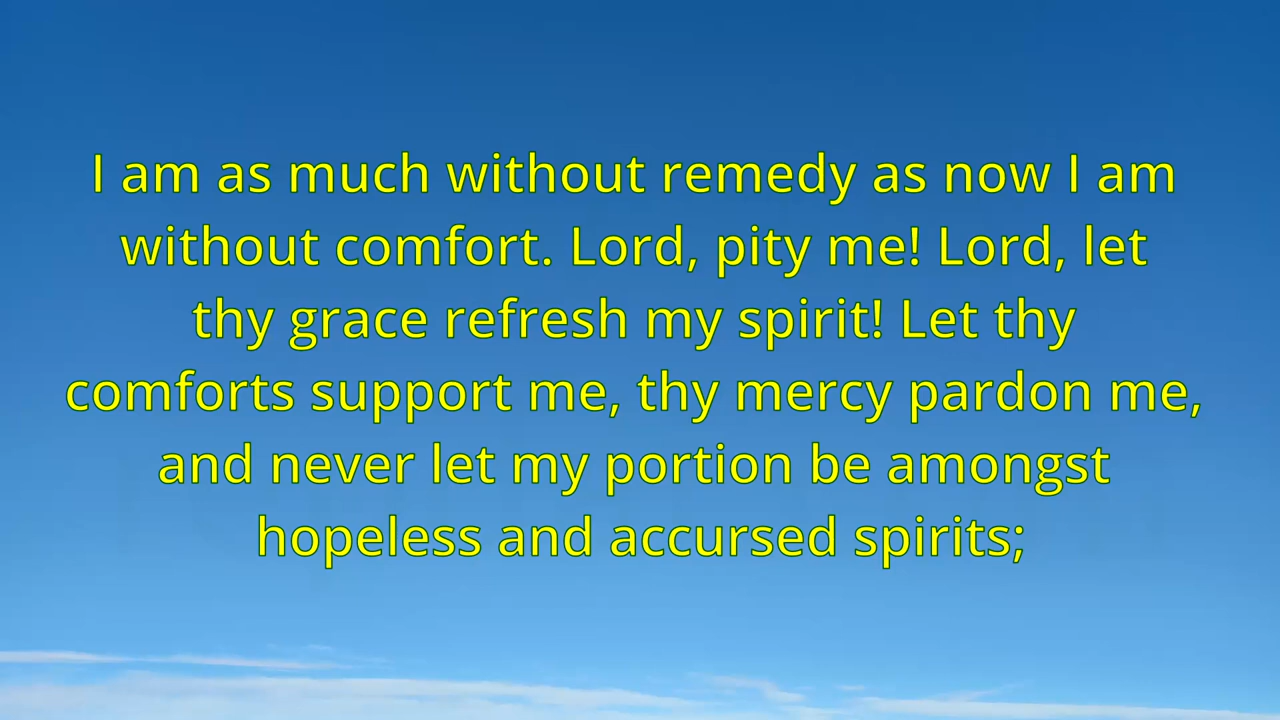 I am as much without remedy as now I am
without comfort. Lord, pity me! Lord, let
thy grace refresh my spirit! Let thy
comforts support me, thy mercy pardon me,
and never let my portion be amongst
hopeless and accursed spirits;